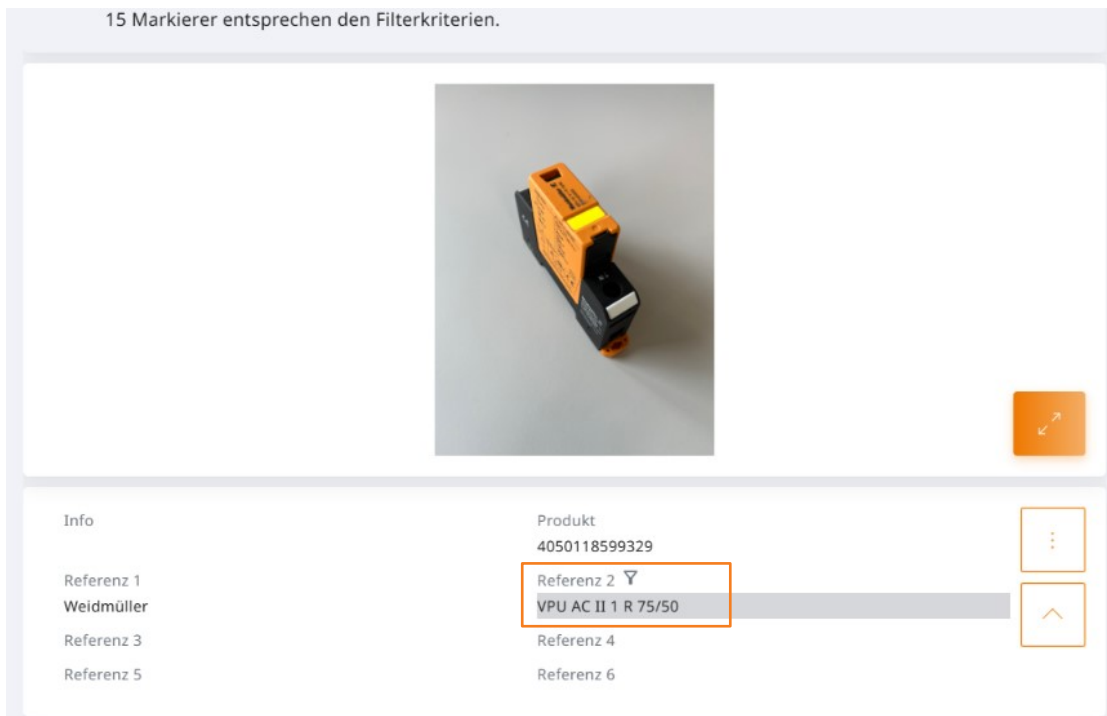 15 Markierer entsprechen den Filterkriterien.
Info
Produkt
4050118599329
Referenz 1
Referenz 2
Weidmüller
VPU AC II 1 R 75/50
Referenz 3
Referenz 4
Referenz 5
Referenz 6